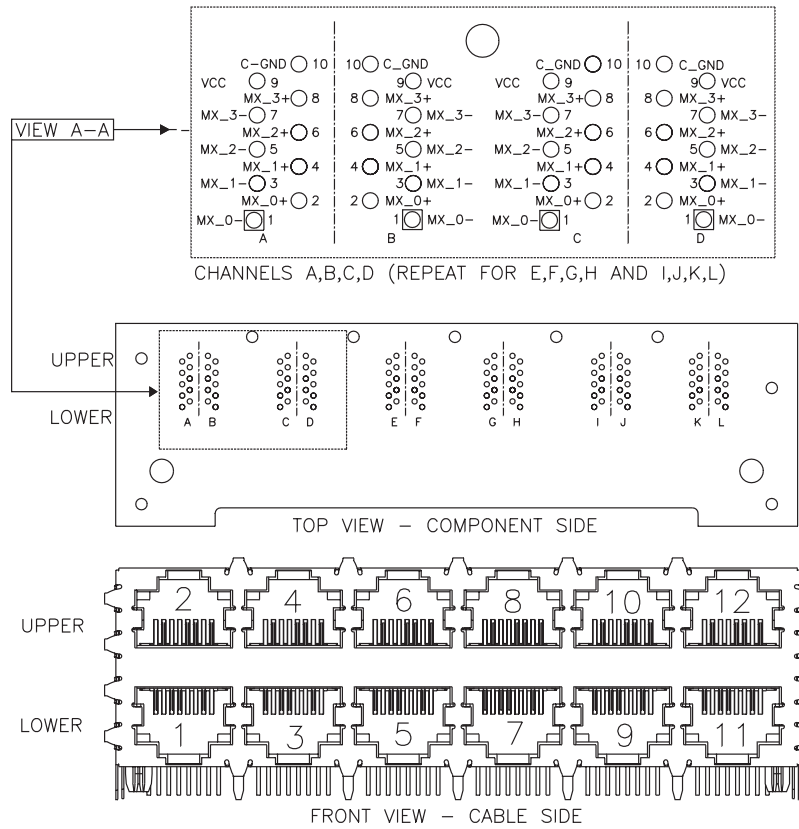 C-GND 10 10 C_GND C_GND 10 10 C_GND
VCC 9 9 VCC VCC 9 9 VCC
MX_3+ 8 8 MX_3+ MX_3+ 8 8 MX_3+
MX_3- 7 7 MX_3- MX_3- 7 7 MX_3-
VIEW A-A MX_2+ 6 6 MX_2+ MX_2+ 6 6 MX_2+
MX_2- 5 5 MX_2- MX_2- 5 5 MX_2-
MX_1+ 4 4 MX_1+ MX_1+ 4 4 MX_1+
MX_1- 3 3 MX_1- MX_1- 3 3 MX_1-
MX_0+ 2 2 MX_0+ MX_0+ 2 2 MX_0+
MX_0- 1 1 MX_0- MX_0- 1 1 MX_0-
A B C D
CHANNELS A,B,C,D (REPEAT FOR E,F,G,H AND I,J,K,L)
UPPER
LOWER
A B C D E F G H I J K L
TOP VIEW - COMPONENT SIDE
2 4 6 8 10 12
UPPER
LOWER
1 3 5 7 9 11
FRONT VIEW - CABLE SIDE